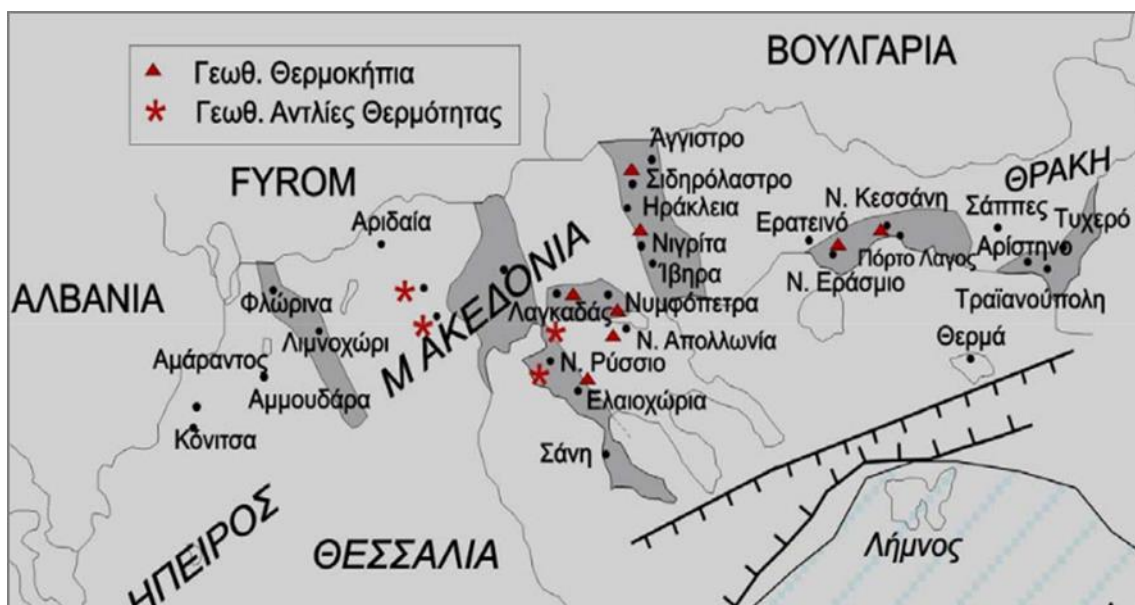 Γεωθ. Θερμοκήπια
Γεωθ. Αντλίες Θερμότητας
ΒΟΥΛΓΑΡΙΑ
FYROM
ΑΛΒΑΝΙΑ
ΜΑΚΕΔΟΝΙΑ
ΘΡΑΚΗ
Άγγιστρο
Σιδηρόλαστρο
Ηράκλεια
Νιγρίτα
Ίβηρα
Αριδαία
Ερατεινό
Ν. Κεσσάνη
Πόρτο Λαγος
Ν. Εράσμιο
Σάππες
Τυχερό
Αρίστηνο
Τραϊανούπολη
Θερμά
Φλώρινα
Λιμνοχώρι
Αμάραντος
Αμμουδάρα
Κόνιτσα
Λαγκαδάς
Νυμφόπετρα
Ν. Απολλωνία
Ν. Ρύσσιο
Ελαιοχώρια
Σάνη
ΗΠΕΙΡΟΣ
ΘΕΣΣΑΛΙΑ
Λήμνος